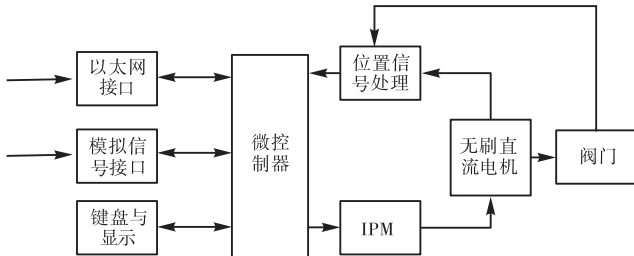 以太网
接口
模拟信
号接口
键盘与
显示
微控
制器
位置信
号处理
IPM
无刷直
流电机
阀门